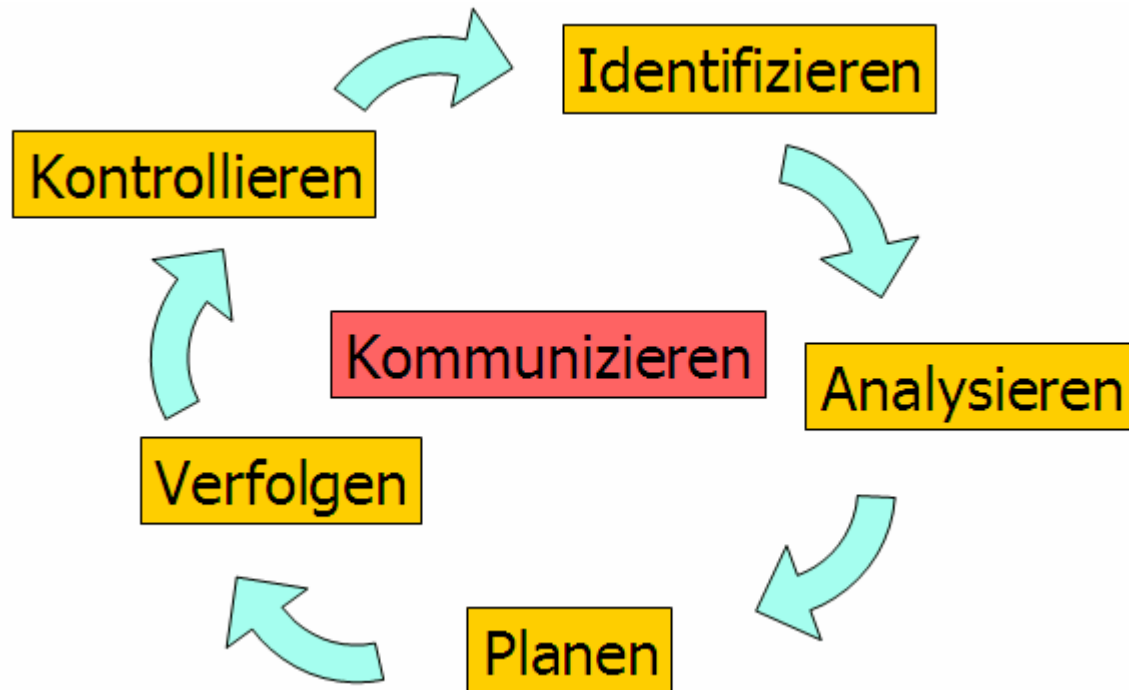 Identifizieren
Kontrollieren
Kommunizieren
Analysieren
Verfolgen
Planen